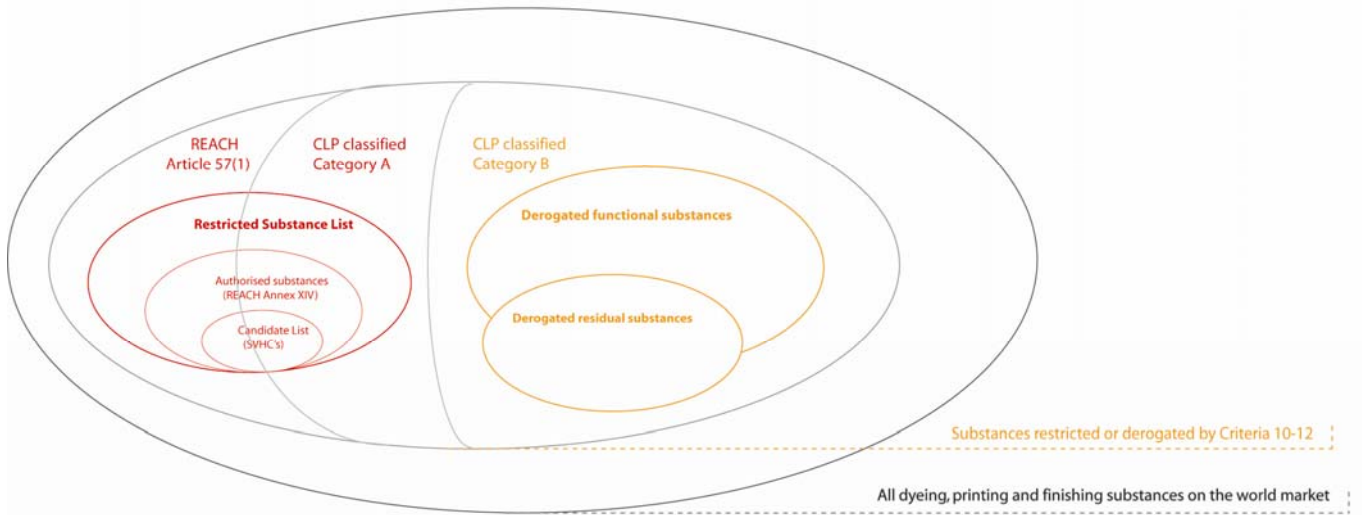 REACH
Article 57(1)
CLP classified
Category A
CLP classified
Category B
Restricted Substance List
Authorised substances
(REACH Annex XIV)
Candidate List
(SVHC's)
Derogated functional substances
Derogated residual substances
Substances restricted or derogated by Criteria 10-12
All dyeing, printing and finishing substances on the world market